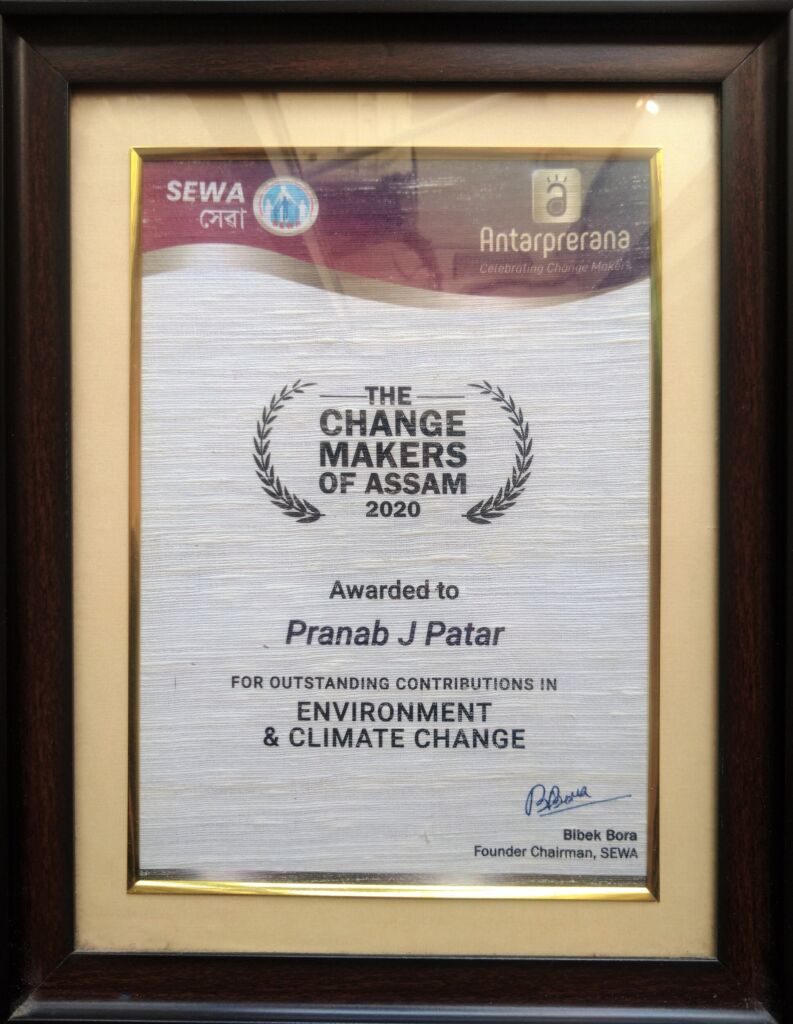 SEWA
সেৱা
a
Antarprerana
Celebrating Change Makers
THE
CHANGE
MAKERS
OF ASSAM
2020
Awarded to
Pranab J Patar
FOR OUTSTANDING CONTRIBUTIONS IN
ENVIRONMENT
& CLIMATE CHANGE
BBora
Bibek Bora
Founder Chairman, SEWA